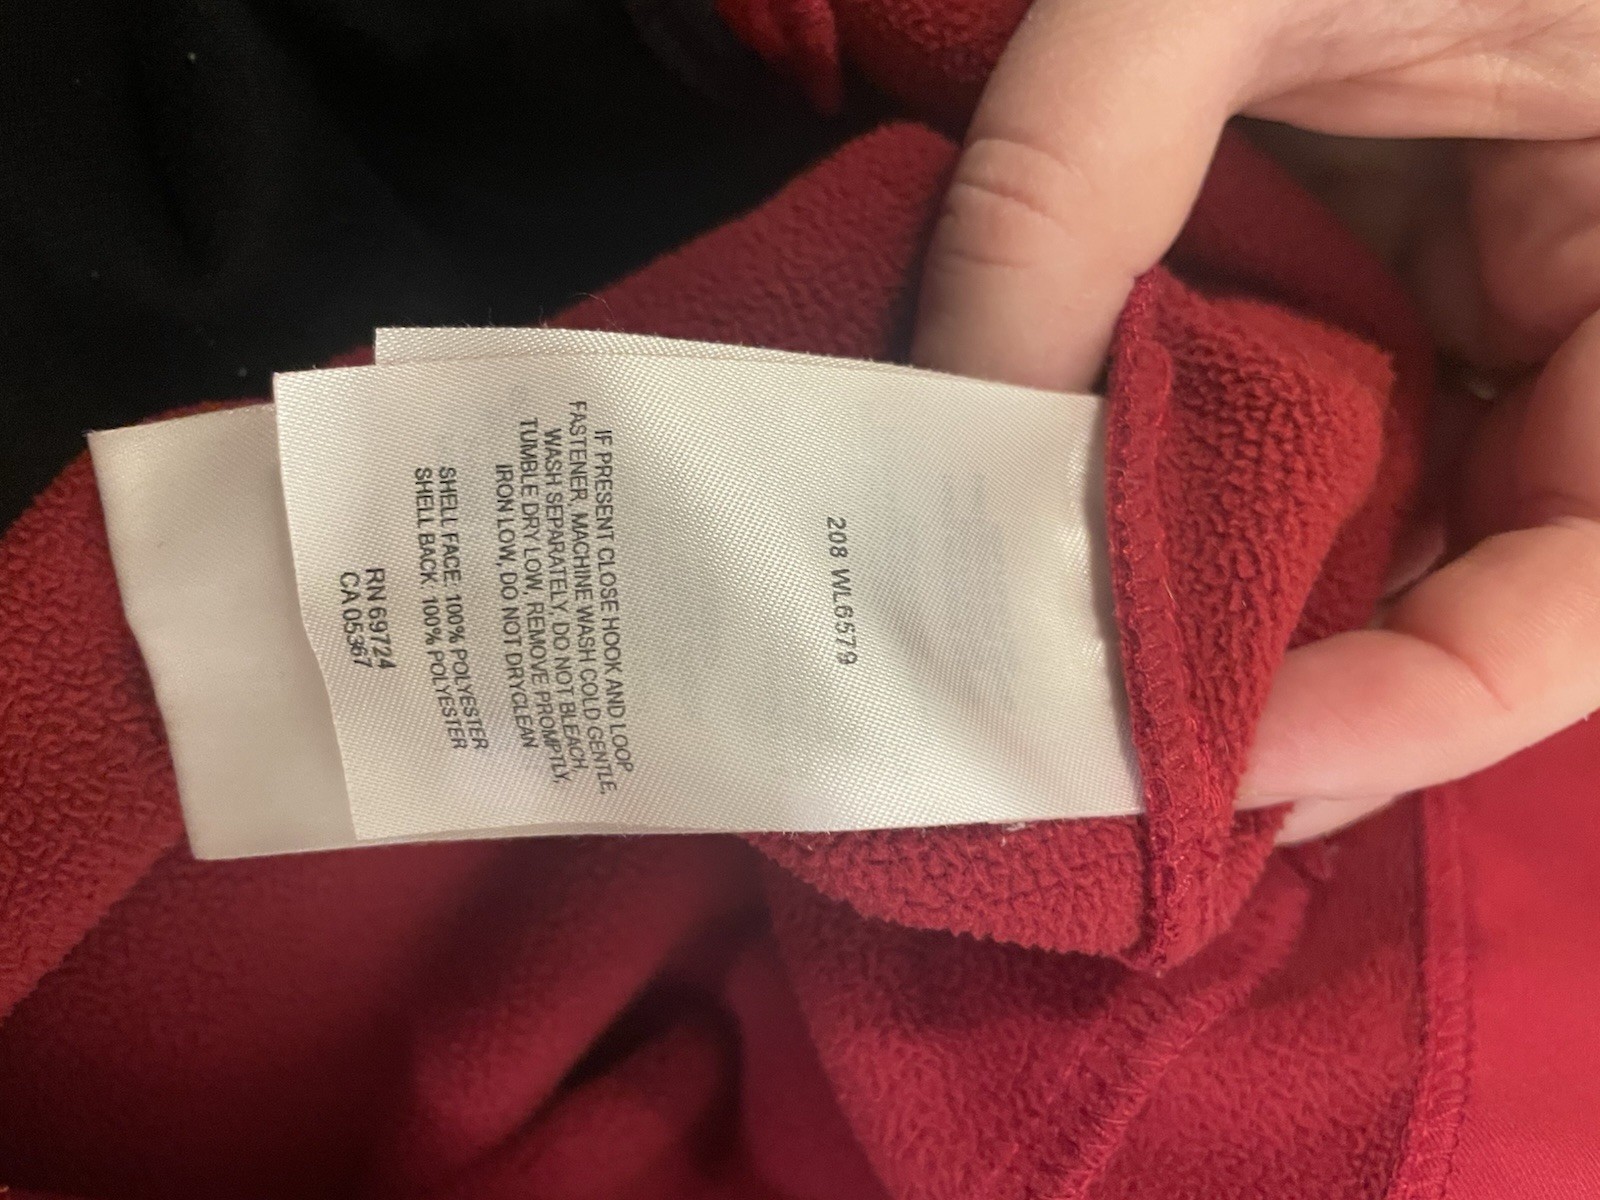 208 WL6579
IF PRESENT CLOSE HOOK AND LOOP
FASTENER, MACHINE WASH COLD GENTLE,
WASH SEPARATELY, DO NOT BLEACH,
TUMBLE DRY LOW, REMOVE PROMPTLY,
IRON LOW, DO NOT DRYCLEAN
SHELL FACE: 100% POLYESTER
SHELL BACK: 100% POLYESTER
RN 69724
CA 05367